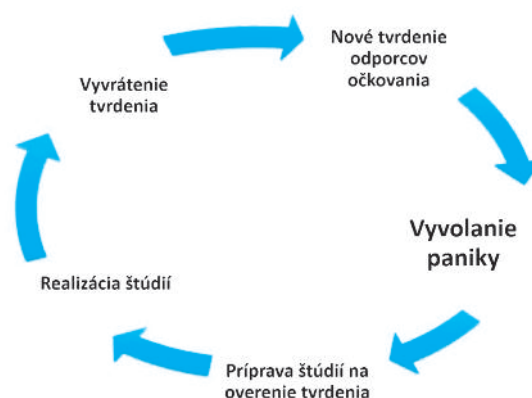 Nové tvrdenie
odporcov
očkovania
Vyvolanie
paniky
Príprava štúdií na
overenie tvrdenia
Realizácia štúdií
Vyvrátenie
tvrdenia